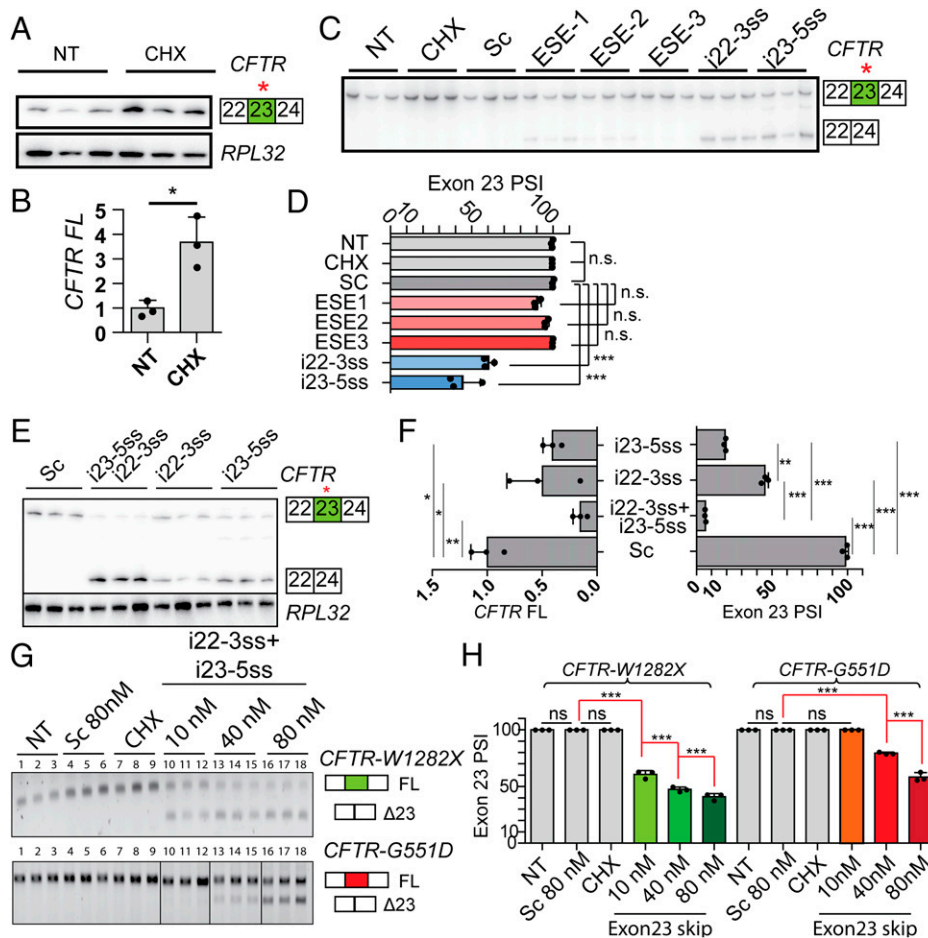 A
NT CHX
CFTR
*
22 23 24
RPL32
B
CFTR FL
5
4
3
2
1
0
*
NT
CHX
C
NT CHX Sc ESE-1 ESE-2 ESE-3 i22-3ss i23-5ss
CFTR
*
22 23 24
22 24
D
Exon 23 PSI
0 10 50 100
NT
CHX
SC
ESE1
ESE2
ESE3
i22-3ss
i23-5ss
n.s.
n.s.
n.s.
n.s.
***
***
E
Sc i23-5ss i22-3ss i22-3ss i23-5ss
CFTR
*
22 23 24
22 24
RPL32
i22-3ss+
i23-5ss
F
i23-5ss
i22-3ss
i22-3ss+
i23-5ss
Sc
* * **
** *** *** *** *** ***
1.5 1.0 0.5 0.0
CFTR FL
0 10 50 100
Exon 23 PSI
G
NT Sc 80nM CHX 10 nM 40 nM 80 nM
1 2 3 4 5 6 7 8 9 10 11 12 13 14 15 16 17 18
CFTR-W1282X
FL
Δ23
1 2 3 4 5 6 7 8 9 10 11 12 13 14 15 16 17 18
CFTR-G551D
FL
Δ23
H
CFTR-W1282X CFTR-G551D
*** ***
ns ns *** *** ns ns ***
Exon 23 PSI
100
50
10
0
NT Sc 80 nM CHX 10 nM 40 nM 80 nM NT Sc 80 nM CHX 10nM 40nM 80nM
Exon23 skip Exon23 skip